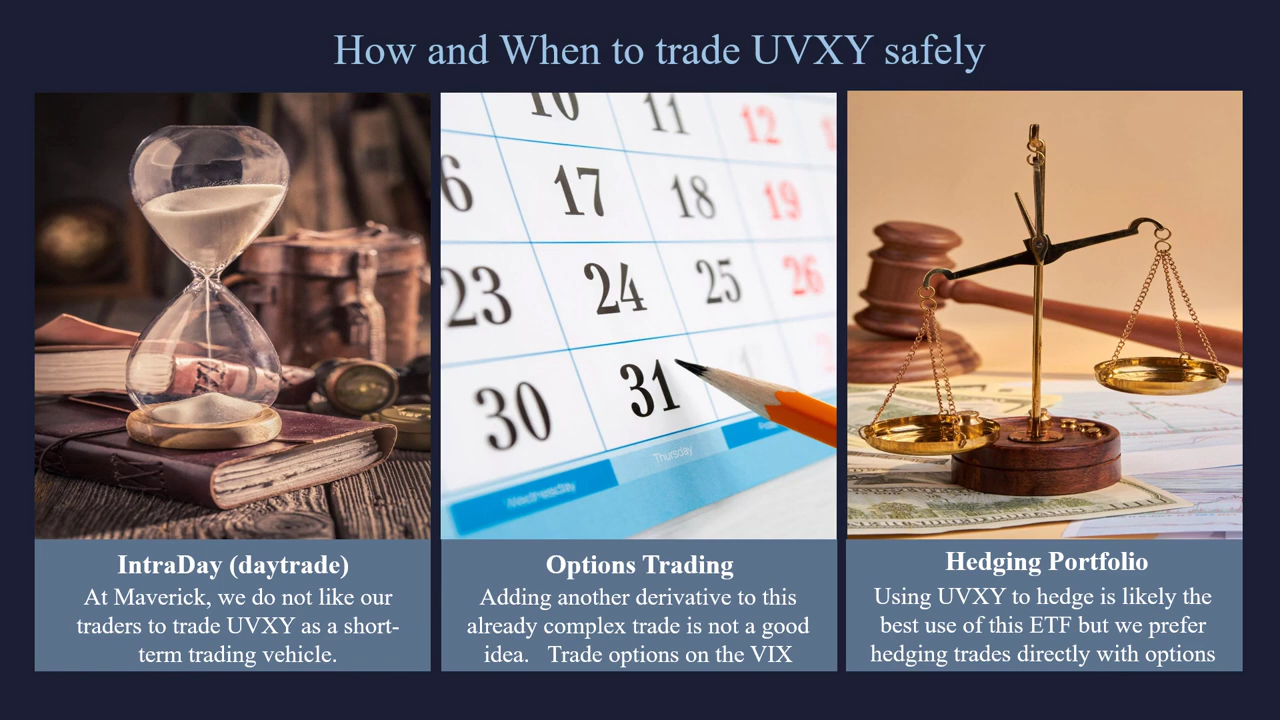 How and When to trade UVXY safely
10 11 12
6 17 18 19
23 24 25 26
30 31
Wednesday Thursday
IntraDay (daytrade)
At Maverick, we do not like our
traders to trade UVXY as a short-
term trading vehicle.
Options Trading
Adding another derivative to this
already complex trade is not a good
idea.   Trade options on the VIX
Hedging Portfolio
Using UVXY to hedge is likely the
best use of this ETF but we prefer
hedging trades directly with options